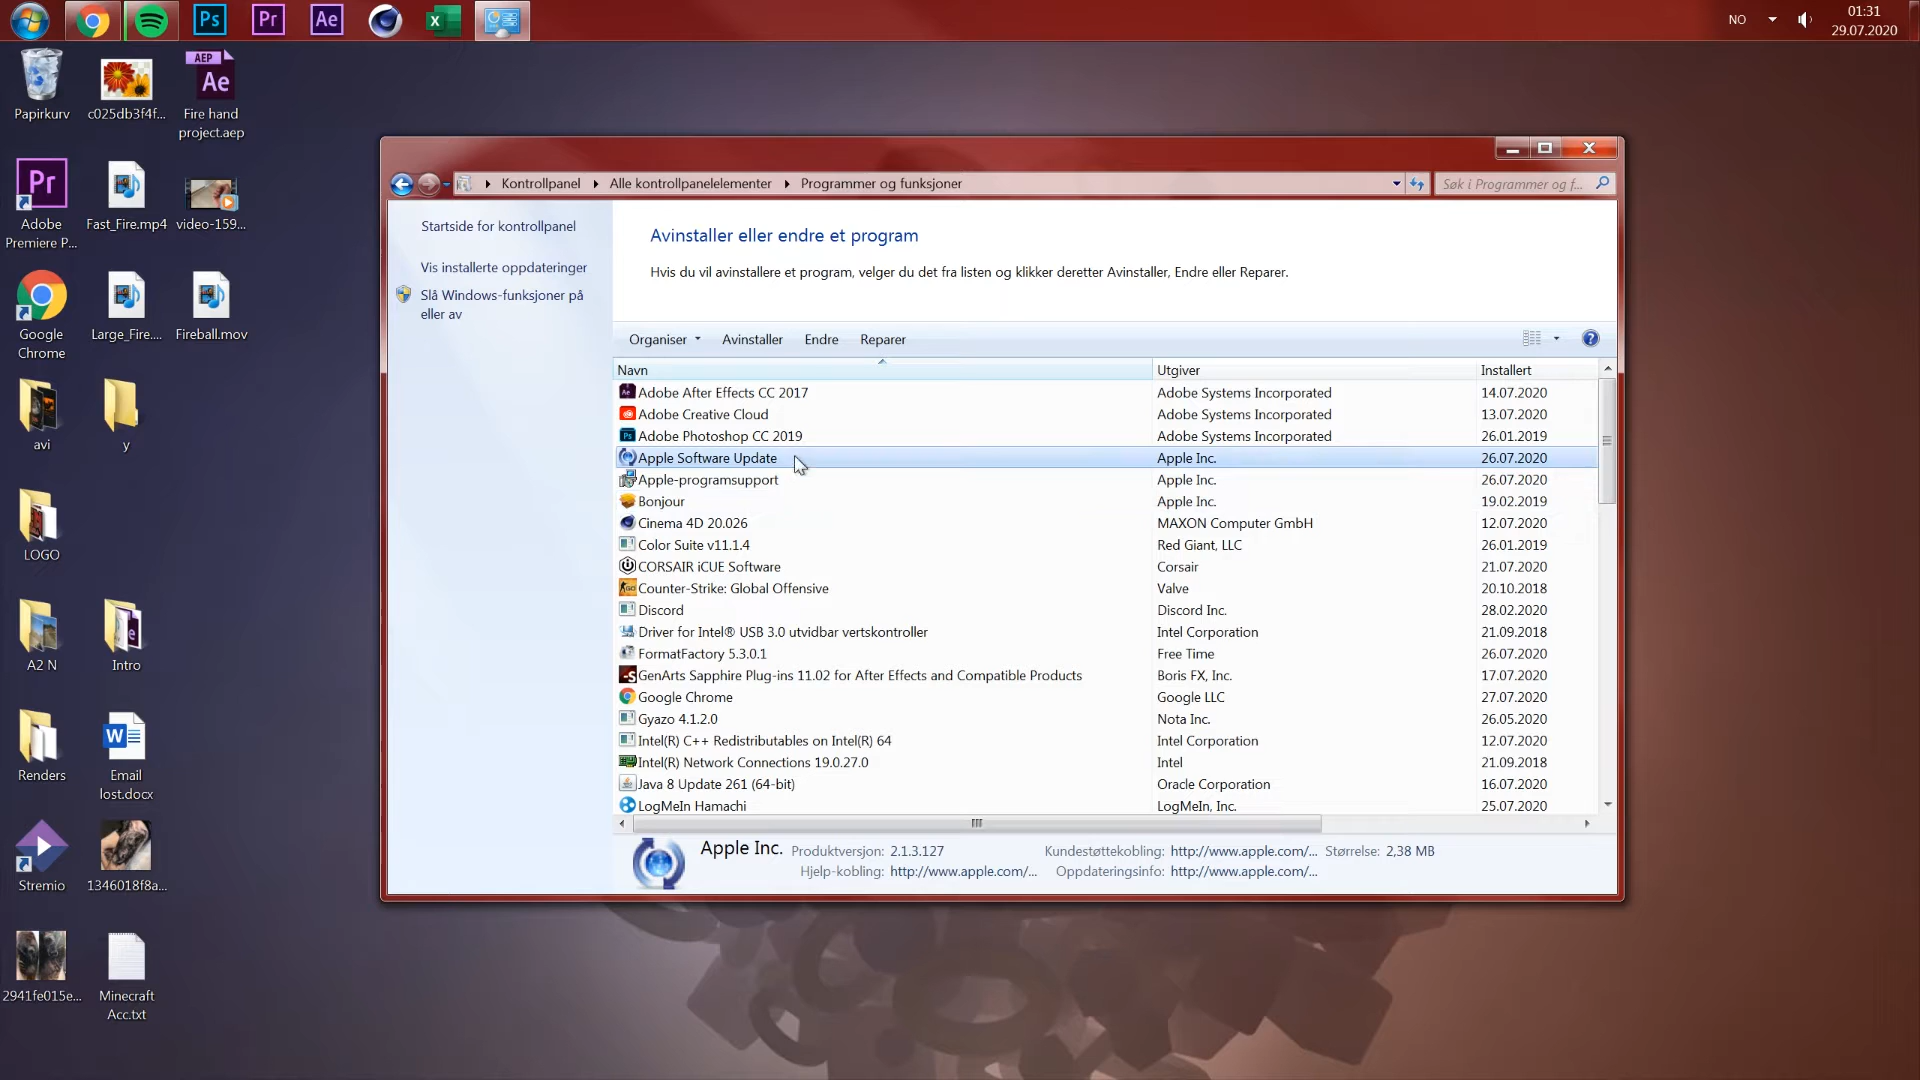 Ps
Pr
Ae
NO
01:31
29.07.2020
Papirkurv
c025db3f4f...
AEP
Ae
Fire hand
project.aep
Pr
Adobe
Premiere P...
Fast_Fire.mp4
video-159...
Google
Chrome
Large_Fire....
Fireball.mov
avi
y
LOGO
A2 N
Intro
Renders
W
Email
lost.docx
Stremio
1346018f8a...
2941fe015e...
Minecraft
Acc.txt
Kontrollpanel
Alle kontrollpanelelementer
Programmer og funksjoner
Søk i Programmer og f...
Startside for kontrollpanel
Vis installerte oppdateringer
Slå Windows-funksjoner på
eller av
Avinstaller eller endre et program
Hvis du vil avinstallere et program, velger du det fra listen og klikker deretter Avinstaller, Endre eller Reparer.
Organiser Avinstaller Endre Reparer
Navn Utgiver Installert
Adobe After Effects CC 2017 Adobe Systems Incorporated 14.07.2020
Adobe Creative Cloud Adobe Systems Incorporated 13.07.2020
Adobe Photoshop CC 2019 Adobe Systems Incorporated 26.01.2019
Apple Software Update Apple Inc. 26.07.2020
Apple-programsupport Apple Inc. 26.07.2020
Bonjour Apple Inc. 19.02.2019
Cinema 4D 20.026 MAXON Computer GmbH 12.07.2020
Color Suite v11.1.4 Red Giant, LLC 26.01.2019
CORSAIR iCUE Software Corsair 21.07.2020
Counter-Strike: Global Offensive Valve 20.10.2018
Discord Discord Inc. 28.02.2020
Driver for Intel® USB 3.0 utvidbar vertskontroller Intel Corporation 21.09.2018
FormatFactory 5.3.0.1 Free Time 26.07.2020
GenArts Sapphire Plug-ins 11.02 for After Effects and Compatible Products Boris FX, Inc. 17.07.2020
Google Chrome Google LLC 27.07.2020
Gyazo 4.1.2.0 Nota Inc. 26.05.2020
Intel(R) C++ Redistributables on Intel(R) 64 Intel Corporation 12.07.2020
Intel(R) Network Connections 19.0.27.0 Intel 21.09.2018
Java 8 Update 261 (64-bit) Oracle Corporation 16.07.2020
LogMeIn Hamachi LogMeIn, Inc. 25.07.2020
Apple Inc. Produktversjon: 2.1.3.127 Kundestøttekobling: http://www.apple.com/... Størrelse: 2,38 MB
Hjelp-kobling: http://www.apple.com/... Oppdateringsinfo: http://www.apple.com/...